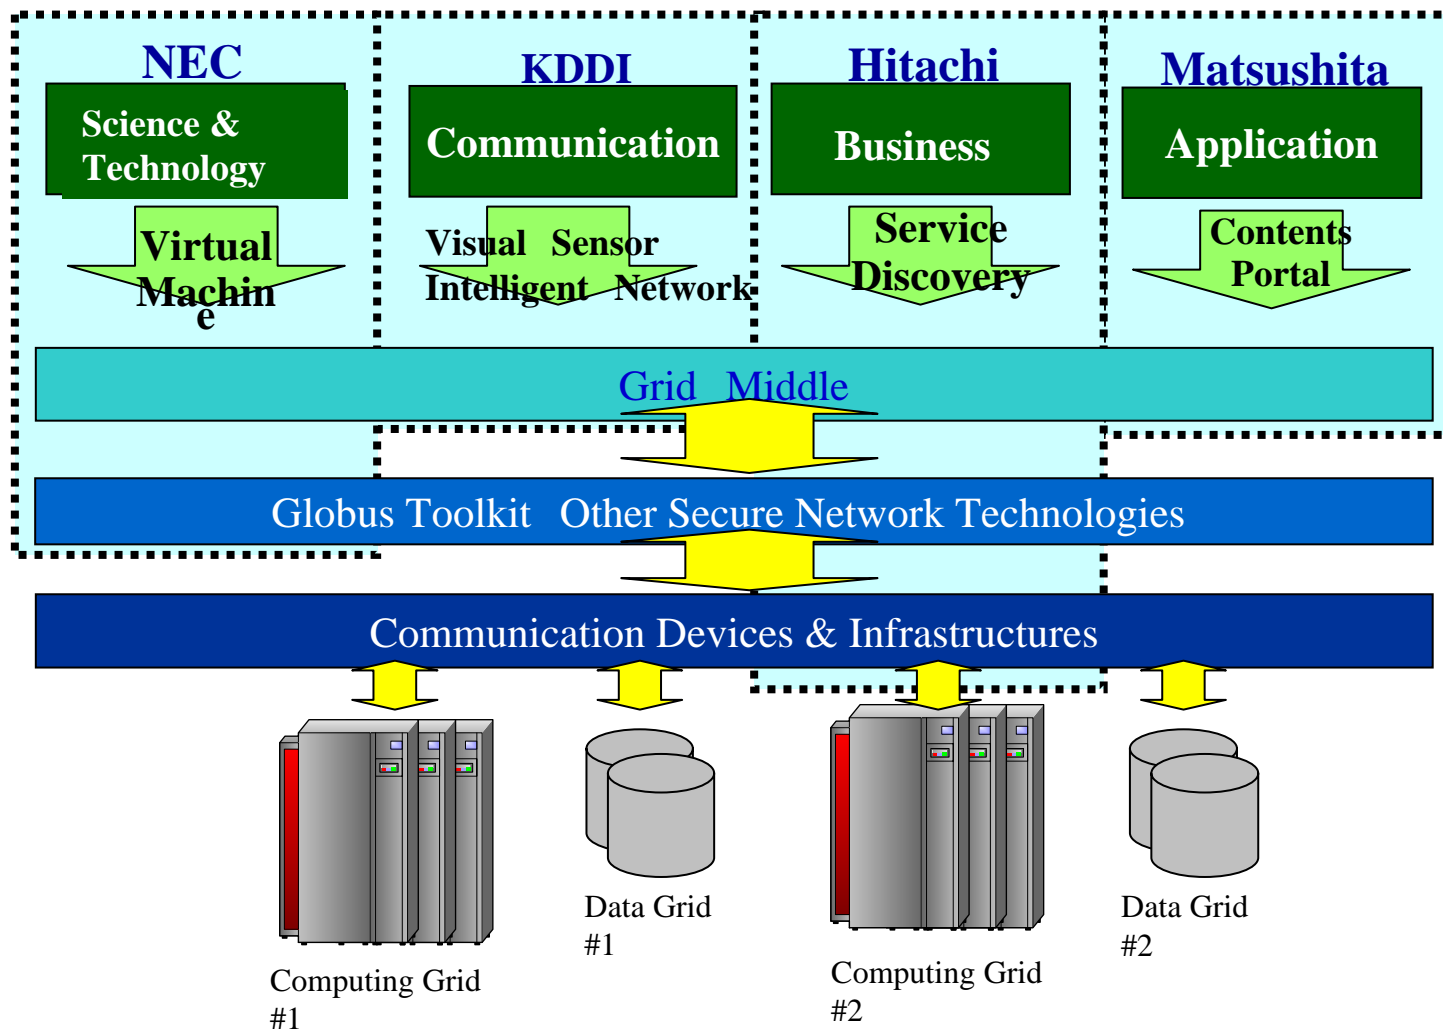 NEC
KDDI
Hitachi
Matsushita
Science &
Technology
Communication
Business
Application
Virtual
Machin
e
Visual Sensor
Intelligent Network
Service
Discovery
Contents
Portal
Grid Middle
Globus Toolkit Other Secure Network Technologies
Communication Devices & Infrastructures
Computing Grid
#1
Data Grid
#1
Computing Grid
#2
Data Grid
#2